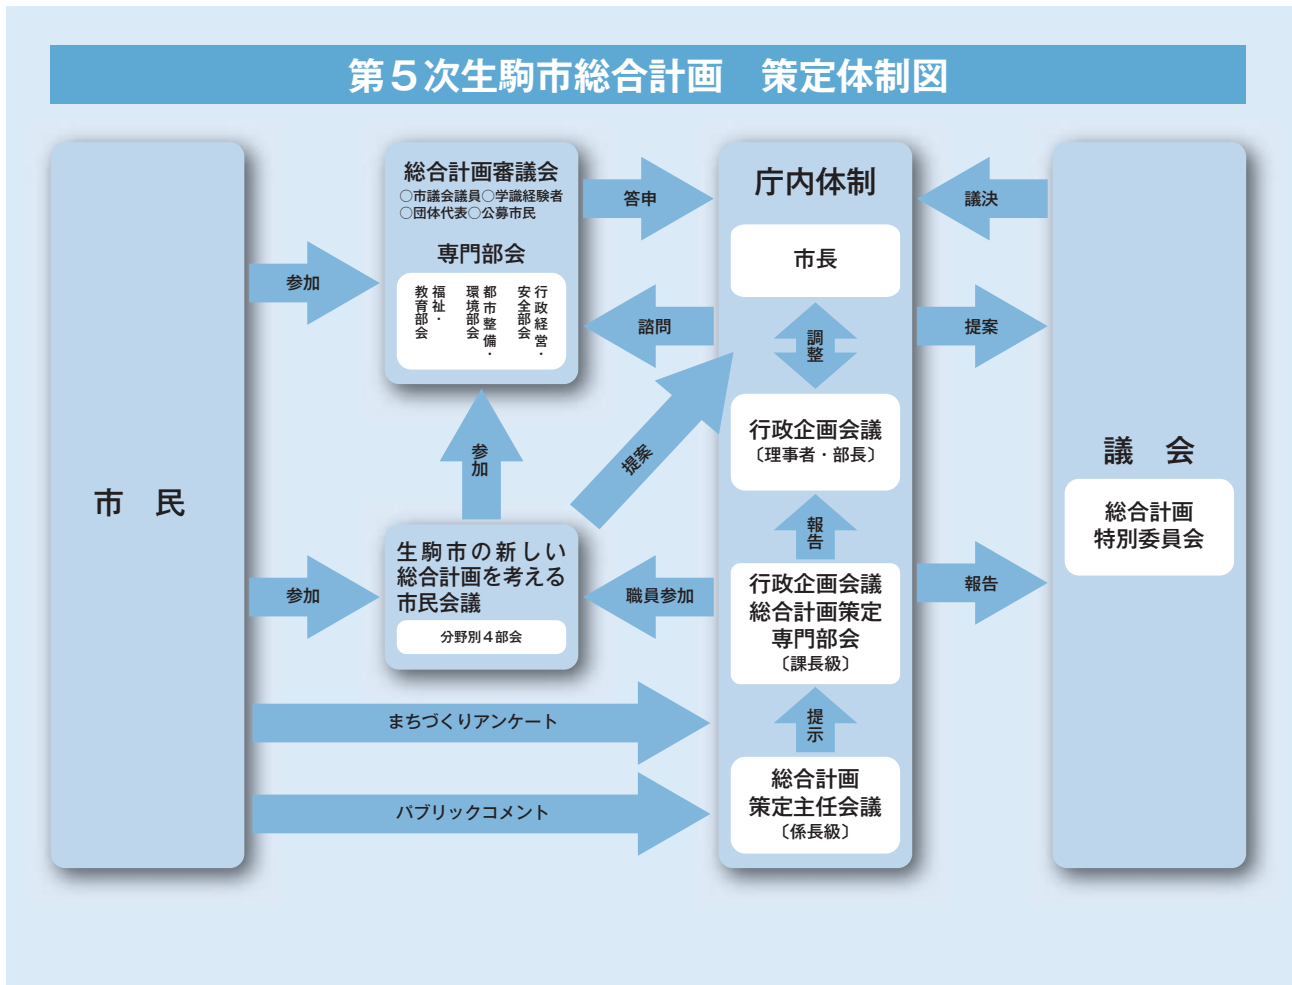 第５次生駒市総合計画　策定体制図
市　民
参加
参加
まちづくりアンケート
パブリックコメント
総合計画審議会
○市議会議員○学識経験者
○団体代表○公募市民
専門部会
行政経営・
安全部会
都市整備・
環境部会
福祉・
教育部会
参加
提案
生駒市の新しい
総合計画を考える
市民会議
分野別４部会
答申
諮問
職員参加
庁内体制
市長
調整
行政企画会議
〔理事者・部長〕
報告
行政企画会議
総合計画策定
専門部会
〔課長級〕
提示
総合計画
策定主任会議
〔係長級〕
議決
提案
報告
議　会
総合計画
特別委員会